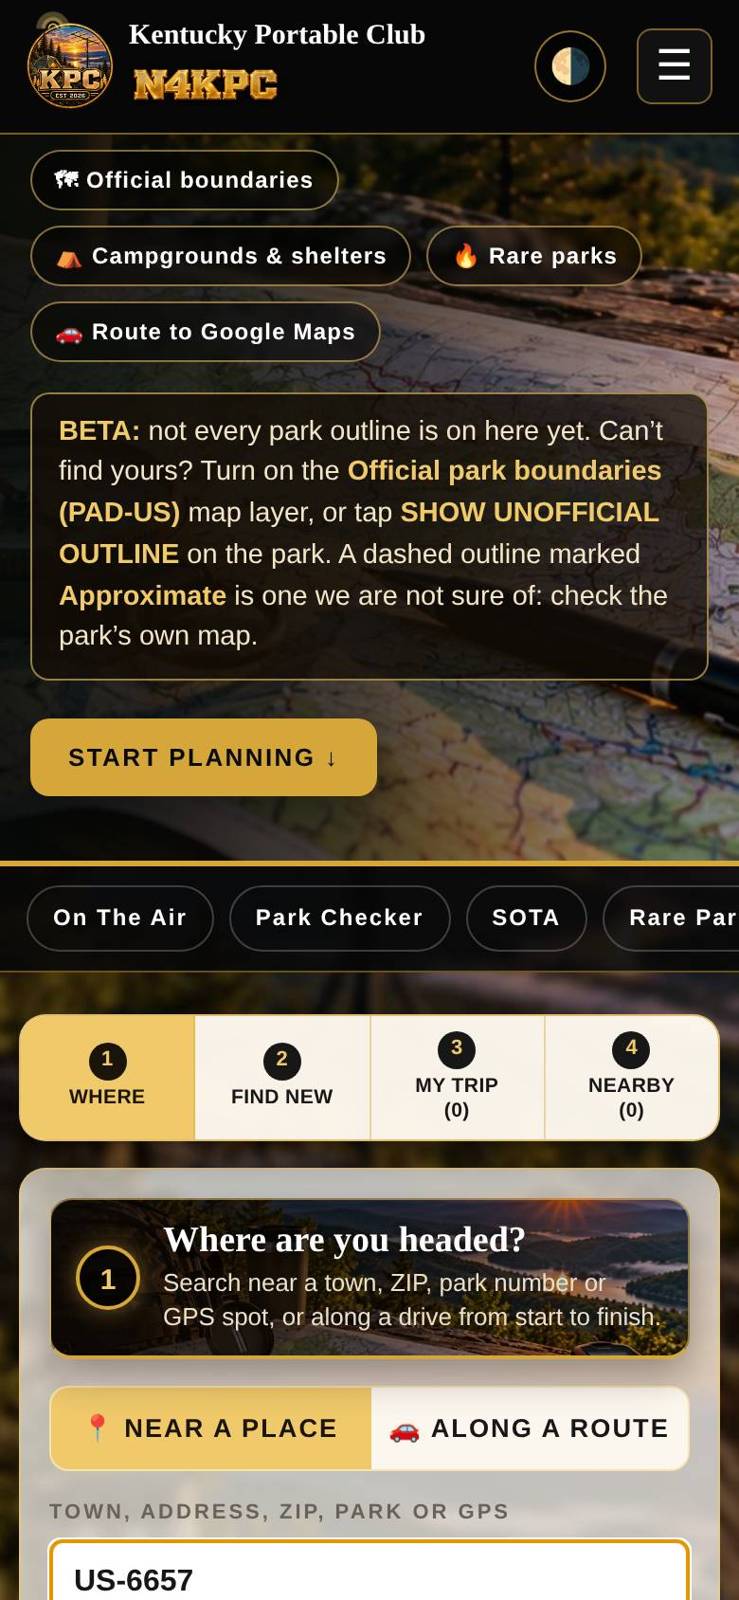 Kentucky Portable Club
KPC
EST 2026
N4KPC
Official boundaries
Campgrounds & shelters
Rare parks
Route to Google Maps
BETA: not every park outline is on here yet. Can’t
find yours? Turn on the Official park boundaries
(PAD-US) map layer, or tap SHOW UNOFFICIAL
OUTLINE on the park. A dashed outline marked
Approximate is one we are not sure of: check the
park’s own map.
START PLANNING ↓
On The Air
Park Checker
SOTA
Rare Par
1
WHERE
2
FIND NEW
3
MY TRIP
(0)
4
NEARBY
(0)
1
Where are you headed?
Search near a town, ZIP, park number or
GPS spot, or along a drive from start to finish.
NEAR A PLACE
ALONG A ROUTE
TOWN, ADDRESS, ZIP, PARK OR GPS
US-6657